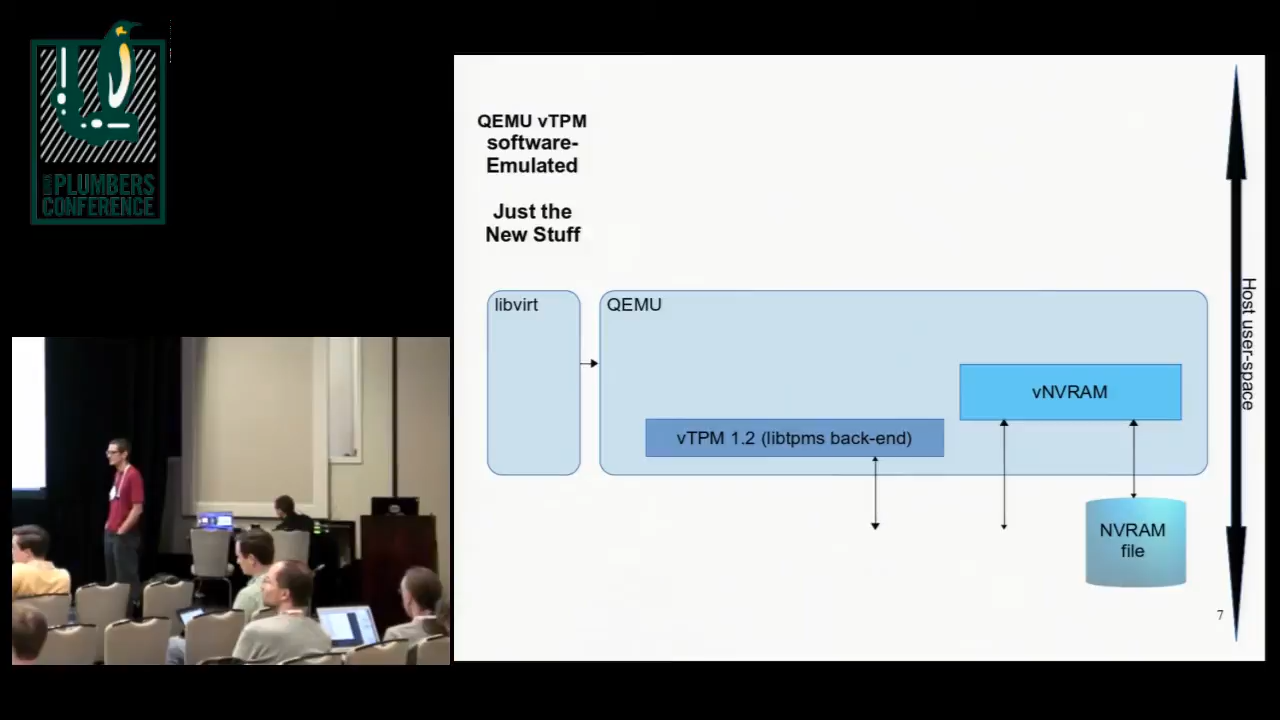 LINUX
PLUMBERS
CONFERENCE
QEMU vTPM
software-
Emulated
Just the
New Stuff
libvirt
QEMU
vNVRAM
vTPM 1.2 (libtpms back-end)
NVRAM
file
Host user-space
7